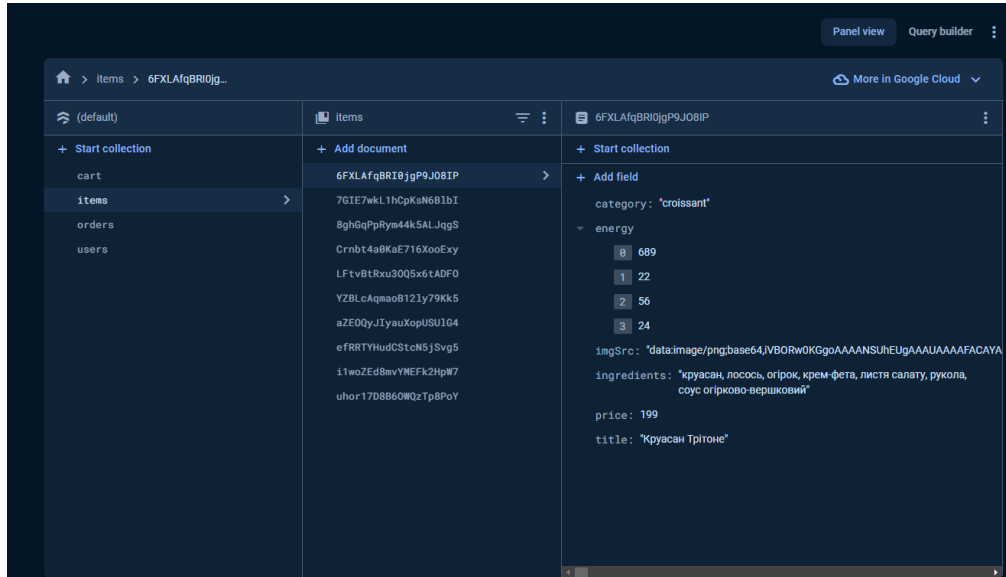 Panel view
Query builder
items
6FXLAfqBRI0jg...
More in Google Cloud
(default)
items
6FXLAfqBRI0jgP9JO8IP
+ Start collection
+ Add document
+ Start collection
cart
items
orders
users
6FXLAfqBRI0jgP9JO8IP
7GIE7wkL1hCpKsN6BlbI
8ghGqPpRym44k5ALJqgS
Crnbt4a0KaE716XooExy
LFtvBtRxu3OQ5x6tADFO
YZBLcAqmaoB12ly79Kk5
aZEOQyJIyauXopUSUlG4
efRRTYHudCStcN5jSvg5
i1woZEd8mvYMEFk2HpW7
uhor17D8B6OWQzTp8PoY
+ Add field
category: "croissant"
energy
0 689
1 22
2 56
3 24
imgSrc: "data:image/png;base64,iVBORw0KGgoAAAANSUhEUgAAAUAAAAFACAYA
ingredients: "круасан, лосось, огірок, крем-фета, листя салату, рукола,
соус огірково-вершковий"
price: 199
title: "Круасан Трітоне"